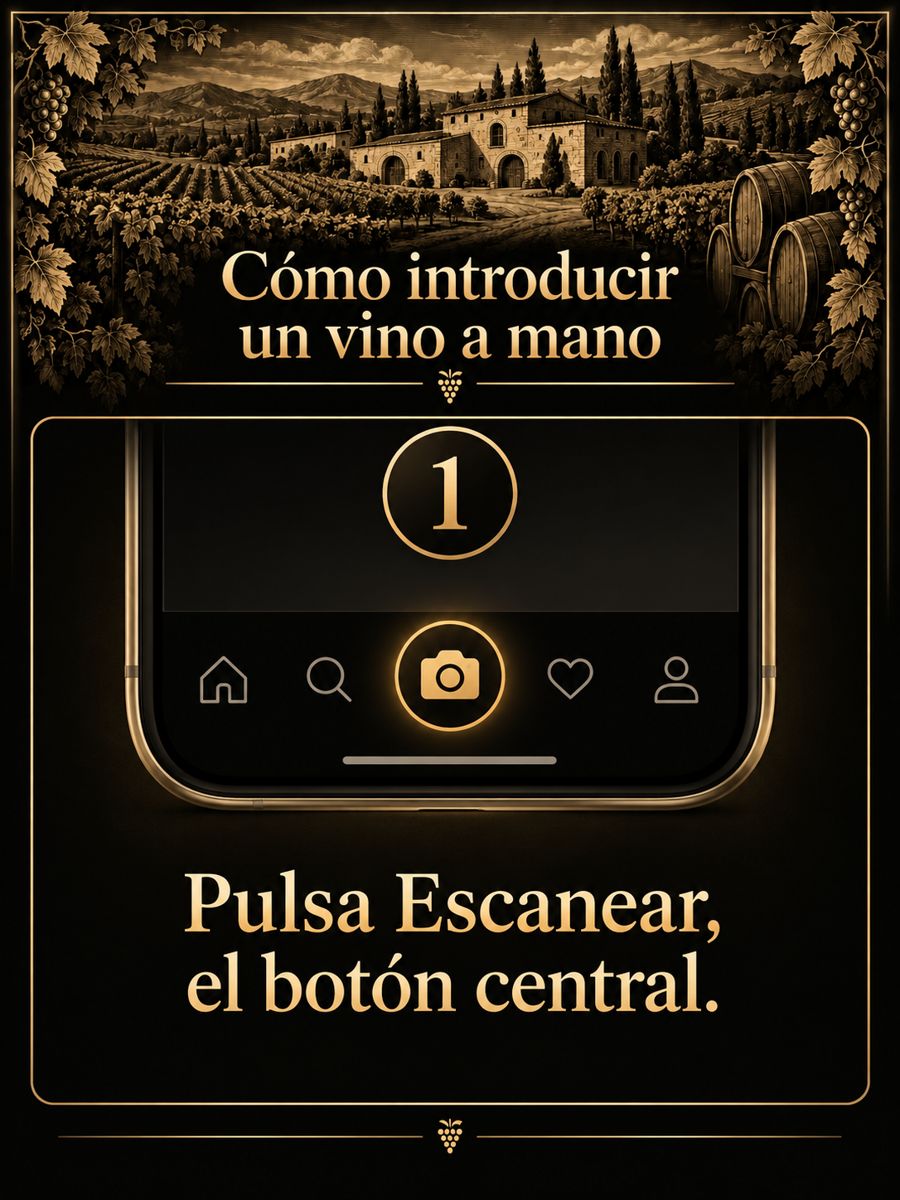 Cómo introducir
un vino a mano
1
Pulsa Escanear,
el botón central.